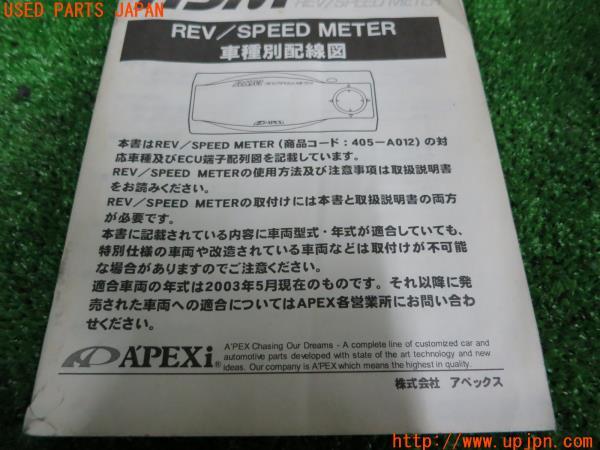 USED PARTS JAPAN
REV/SPEED METER
REV/SPEED METER
車種別配線図
A'PEXi
本書はREV/SPEED METER (商品コード:405-A012) の対
応車種及びECU端子配列図を記載しています。
REV/SPEED METERの使用方法及び注意事項は取扱説明書
をお読みください。
REV/SPEED METERの取付けには本書と取扱説明書の両方
が必要です。
本書に記載されている内容に車両型式・年式が適合していても、
特別仕様の車両や改造されている車両などは取付けが不可能
な場合がありますのでご注意ください。
適合車両の年式は2003年5月現在のものです。それ以降に発
売された車両への適合についてはAPEX各営業所にお問い合わ
せください。
A'PEXi®
A'PEX Chasing Our Dreams - A complete line of customized car and
automotive parts developed with state of the art technology and new
ideas. Our company is A'PEX which means the highest in quality.
株式会社 アペックス
http://www.upjpn.com/